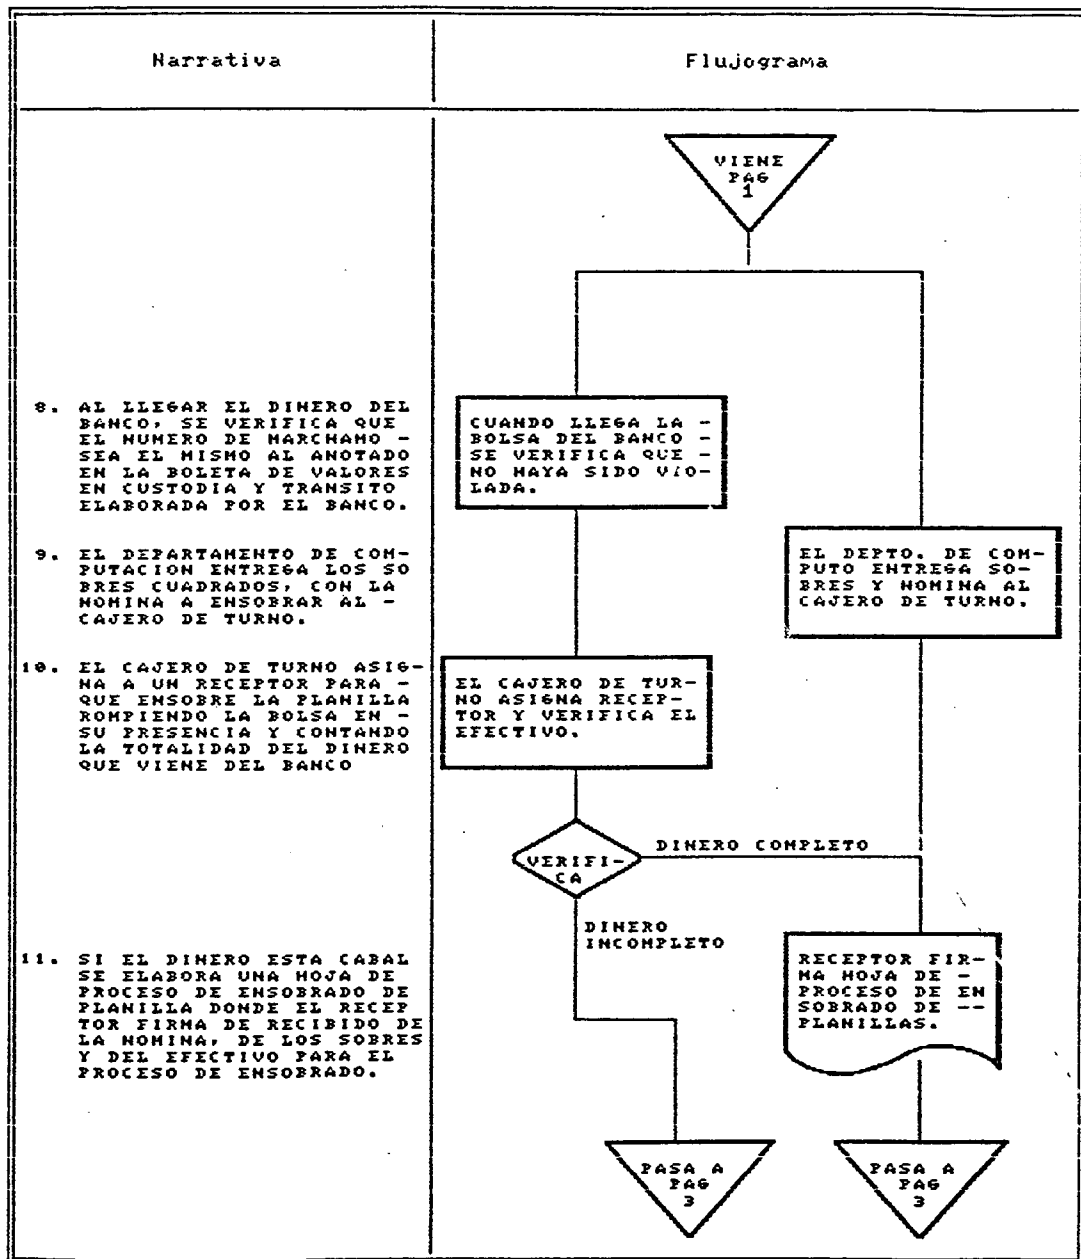 Narrativa
Flujograma
VIENE
PAG
1
8. AL LLEGAR EL DINERO DEL
BANCO, SE VERIFICA QUE
EL NUMERO DE MARCHAMO -
SEA EL MISMO AL ANOTADO
EN LA BOLETA DE VALORES
EN CUSTODIA Y TRANSITO
ELABORADA POR EL BANCO.
CUANDO LLEGA LA -
BOLSA DEL BANCO -
SE VERIFICA QUE -
NO HAYA SIDO VIO-
LADA.
9. EL DEPARTAMENTO DE COM-
PUTACION ENTREGA LOS SO
BRES CUADRADOS, CON LA
NOMINA A ENSOBRAR AL -
CAJERO DE TURNO.
EL DEPTO. DE COM-
PUTO ENTREGA SO-
BRES Y NOMINA AL
CAJERO DE TURNO.
10. EL CAJERO DE TURNO ASIG-
NA A UN RECEPTOR PARA -
QUE ENSOBRE LA PLANILLA
ROMPIENDO LA BOLSA EN -
SU PRESENCIA Y CONTANDO
LA TOTALIDAD DEL DINERO
QUE VIENE DEL BANCO
EL CAJERO DE TUR-
NO ASIGNA RECEP-
TOR Y VERIFICA EL
EFECTIVO.
VERIFI-
CA
DINERO COMPLETO
DINERO
INCOMPLETO
11. SI EL DINERO ESTA CABAL
SE ELABORA UNA HOJA DE
PROCESO DE ENSOBRADO DE
PLANILLA DONDE EL RECEP
TOR FIRMA DE RECIBIDO DE
LA NOMINA, DE LOS SOBRES
Y DEL EFECTIVO PARA EL
PROCESO DE ENSOBRADO.
RECEPTOR FIR-
MA HOJA DE -
PROCESO DE EN
SOBRADO DE --
PLANILLAS.
PASA A
PAG
3
PASA A
PAG
3